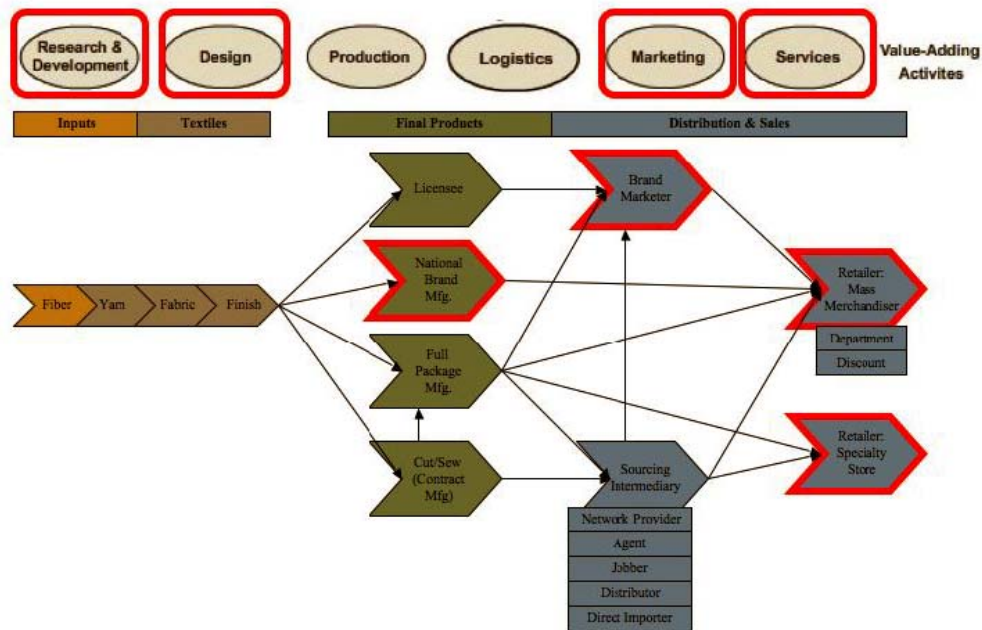 Research &
Development
Design
Production
Logistics
Marketing
Services
Value-Adding
Activites
Inputs
Textiles
Final Products
Distribution & Sales
Licensee
Brand
Marketer
National
Brand
Mfg.
Retailer:
Mass
Merchandiser
Fiber
Yarn
Fabric
Finish
Department
Discount
Full
Package
Mfg.
Retailer:
Specialty
Store
Cut/Sew
(Contract
Mfg)
Sourcing
Intermediary
Network Provider
Agent
Jobber
Distributor
Direct Importer